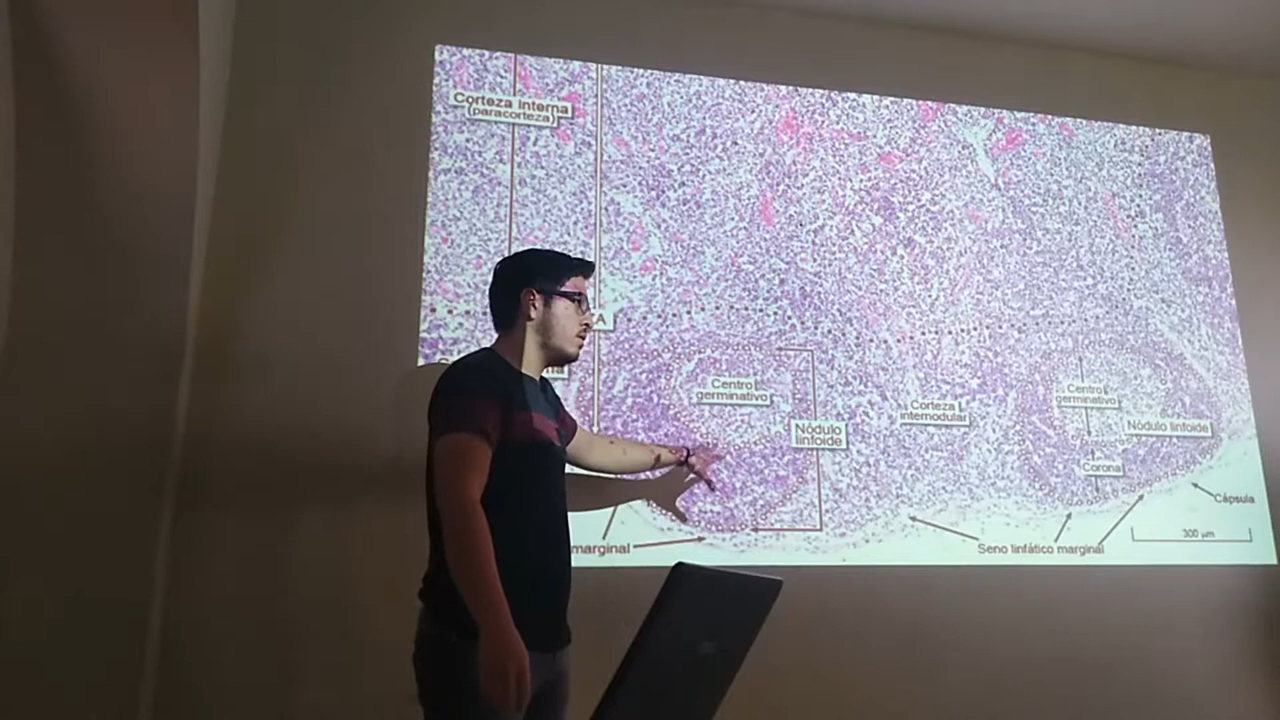 Corteza interna
(paracorteza)
A
na
Centro
germinativo
Nódulo
linfoide
Corteza
internodular
Centro
germinativo
Nódulo linfoide
Corona
Cápsula
marginal
Seno linfático marginal
300 µm